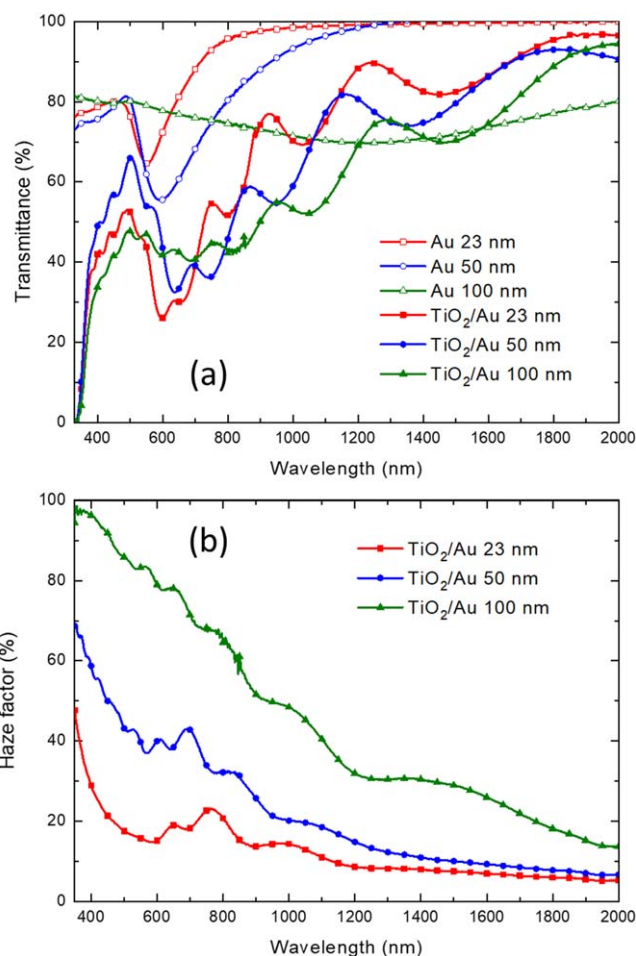 100
80
60
40
20
0
Transmittance (%)
Au 23 nm
Au 50 nm
Au 100 nm
TiO₂/Au 23 nm
TiO₂/Au 50 nm
TiO₂/Au 100 nm
(a)
400 600 800 1000 1200 1400 1600 1800 2000
Wavelength (nm)
100
80
60
40
20
0
Haze factor (%)
(b)
TiO₂/Au 23 nm
TiO₂/Au 50 nm
TiO₂/Au 100 nm
400 600 800 1000 1200 1400 1600 1800 2000
Wavelength (nm)